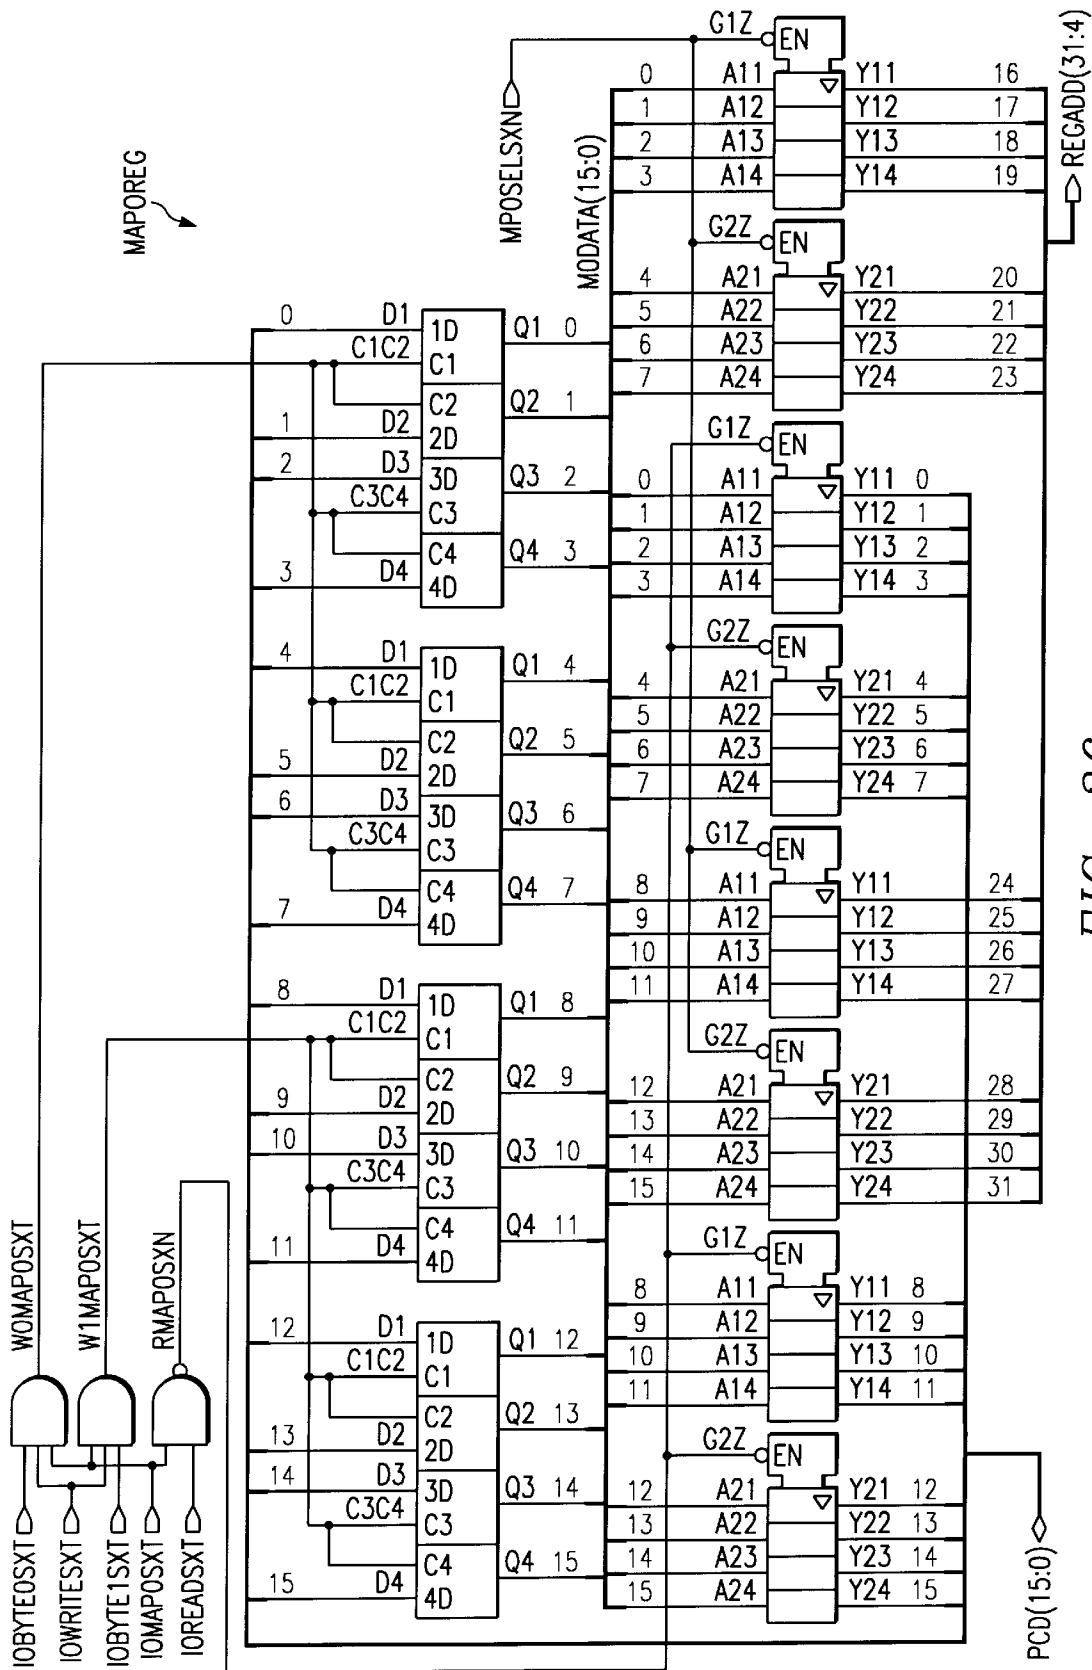 IOBYTE0SXT
IOWRITESXT
IOBYTE1SXT
IOMAP0SXT
IOREADSXT
W0MAP0SXT
W1MAP0SXT
RMAP0SXN
MAP0REG
MP0SELSXN
M0DATA(15:0)
0 D1 1D Q1 0
C1C2 C1
C2 Q2 1
1 D2 2D
2 D3 3D Q3 2
C3C4 C3
C4 Q4 3
3 D4 4D
4 D1 1D Q1 4
C1C2 C1
C2 Q2 5
5 D2 2D
6 D3 3D Q3 6
C3C4 C3
C4 Q4 7
7 D4 4D
8 D1 1D Q1 8
C1C2 C1
C2 Q2 9
9 D2 2D
10 D3 3D Q3 10
C3C4 C3
C4 Q4 11
11 D4 4D
12 D1 1D Q1 12
C1C2 C1
C2 Q2 13
13 D2 2D
14 D3 3D Q3 14
C3C4 C3
C4 Q4 15
15 D4 4D
G1Z EN
0 A11 Y11 16
1 A12 Y12 17
2 A13 Y13 18
3 A14 Y14 19
G2Z EN
4 A21 Y21 20
5 A22 Y22 21
6 A23 Y23 22
7 A24 Y24 23
G1Z EN
0 A11 Y11 0
1 A12 Y12 1
2 A13 Y13 2
3 A14 Y14 3
G2Z EN
4 A21 Y21 4
5 A22 Y22 5
6 A23 Y23 6
7 A24 Y24 7
G1Z EN
8 A11 Y11 24
9 A12 Y12 25
10 A13 Y13 26
11 A14 Y14 27
G2Z EN
12 A21 Y21 28
13 A22 Y22 29
14 A23 Y23 30
15 A24 Y24 31
G1Z EN
8 A11 Y11 8
9 A12 Y12 9
10 A13 Y13 10
11 A14 Y14 11
G2Z EN
12 A21 Y21 12
13 A22 Y22 13
14 A23 Y23 14
15 A24 Y24 15
REGADD(31:4)
PCD(15:0)
FIG.